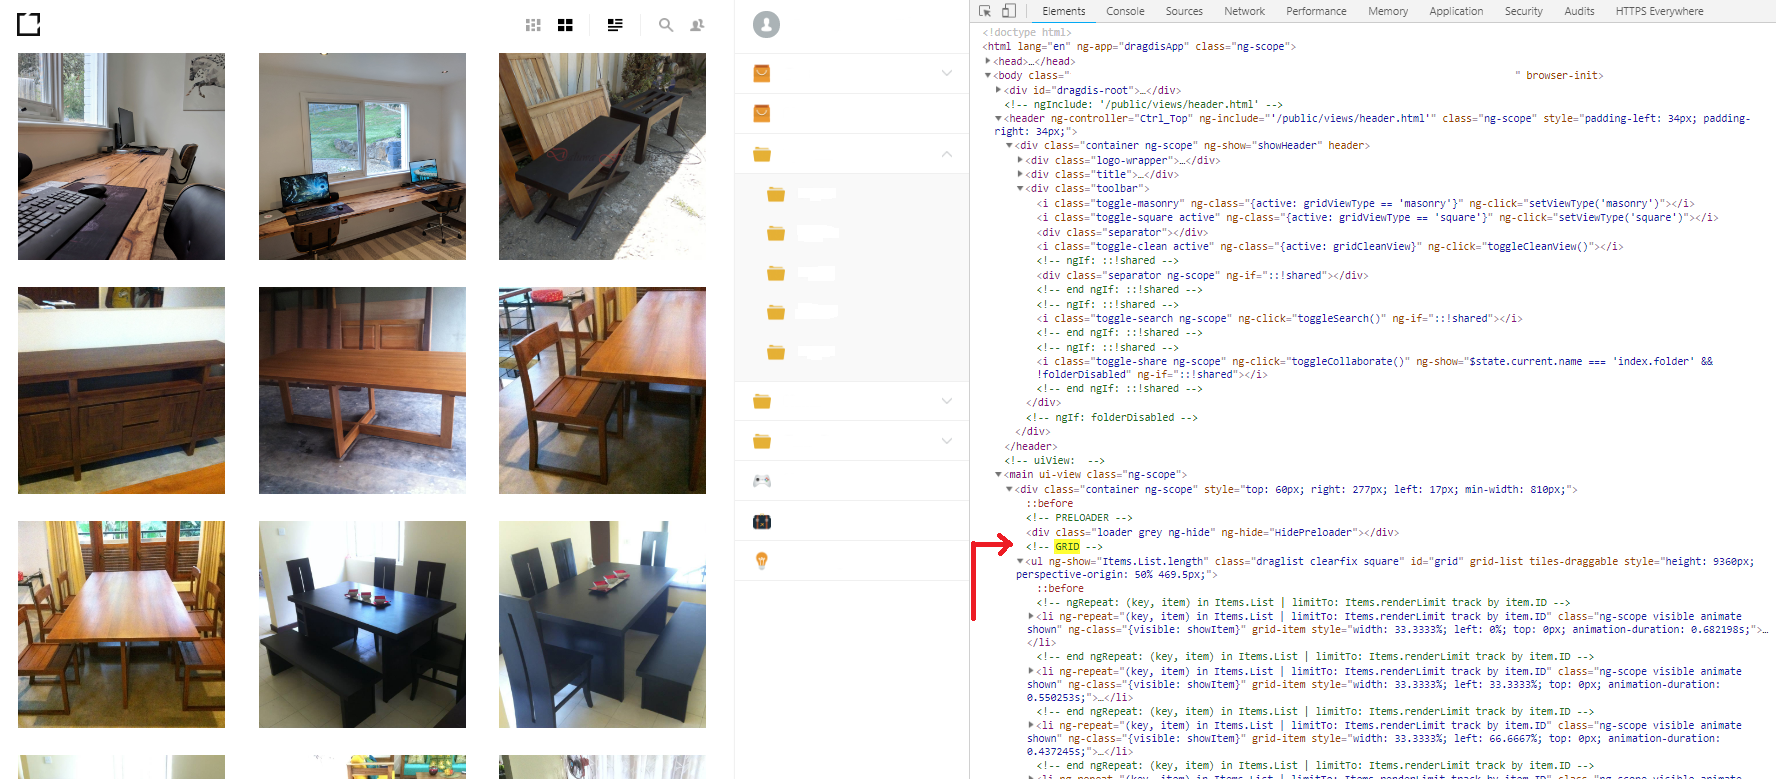 Elements Console Sources Network Performance Memory Application Security Audits HTTPS Everywhere
<!doctype html>
<html lang="en" ng-app="dragdisApp" class="ng-scope">
<head>…</head>
<body class=" " browser-init>
<div id="dragdis-root">…</div>
<!-- ngInclude: '/public/views/header.html' -->
<header ng-controller="Ctrl_Top" ng-include="'/public/views/header.html'" class="ng-scope" style="padding-left: 34px; padding-
right: 34px;">
<div class="container ng-scope" ng-show="showHeader" header>
<div class="logo-wrapper">…</div>
<div class="title">…</div>
<div class="toolbar">
<i class="toggle-masonry" ng-class="{active: gridViewType == 'masonry'}" ng-click="setViewType('masonry')"></i>
<i class="toggle-square active" ng-class="{active: gridViewType == 'square'}" ng-click="setViewType('square')"></i>
<div class="separator"></div>
<i class="toggle-clean active" ng-class="{active: gridCleanView}" ng-click="toggleCleanView()"></i>
<!-- ngIf: ::!shared -->
<div class="separator ng-scope" ng-if="::!shared"></div>
<!-- end ngIf: ::!shared -->
<!-- ngIf: ::!shared -->
<i class="toggle-search ng-scope" ng-click="toggleSearch()" ng-if="::!shared"></i>
<!-- end ngIf: ::!shared -->
<!-- ngIf: ::!shared -->
<i class="toggle-share ng-scope" ng-click="toggleCollaborate()" ng-show="$state.current.name === 'index.folder' &&
!folderDisabled" ng-if="::!shared"></i>
<!-- end ngIf: ::!shared -->
</div>
<!-- ngIf: folderDisabled -->
</div>
</header>
<!-- uiView:  -->
<main ui-view class="ng-scope">
<div class="container ng-scope" style="top: 60px; right: 277px; left: 17px; min-width: 810px;">
::before
<!-- PRELOADER -->
<div class="loader grey ng-hide" ng-hide="HidePreloader"></div>
<!-- GRID -->
<ul ng-show="Items.List.length" class="draglist clearfix square" id="grid" grid-list tiles-draggable style="height: 9360px;
perspective-origin: 50% 469.5px;">
::before
<!-- ngRepeat: (key, item) in Items.List | limitTo: Items.renderLimit track by item.ID -->
<li ng-repeat="(key, item) in Items.List | limitTo: Items.renderLimit track by item.ID" class="ng-scope visible animate
shown" ng-class="{visible: showItem}" grid-item style="width: 33.3333%; left: 0%; top: 0px; animation-duration: 0.682198s;">…
</li>
<!-- end ngRepeat: (key, item) in Items.List | limitTo: Items.renderLimit track by item.ID -->
<li ng-repeat="(key, item) in Items.List | limitTo: Items.renderLimit track by item.ID" class="ng-scope visible animate
shown" ng-class="{visible: showItem}" grid-item style="width: 33.3333%; left: 33.3333%; top: 0px; animation-duration:
0.550253s;">…</li>
<!-- end ngRepeat: (key, item) in Items.List | limitTo: Items.renderLimit track by item.ID -->
<li ng-repeat="(key, item) in Items.List | limitTo: Items.renderLimit track by item.ID" class="ng-scope visible animate
shown" ng-class="{visible: showItem}" grid-item style="width: 33.3333%; left: 66.6667%; top: 0px; animation-duration:
0.437245s;">…</li>
<!-- end ngRepeat: (key, item) in Items.List | limitTo: Items.renderLimit track by item.ID -->